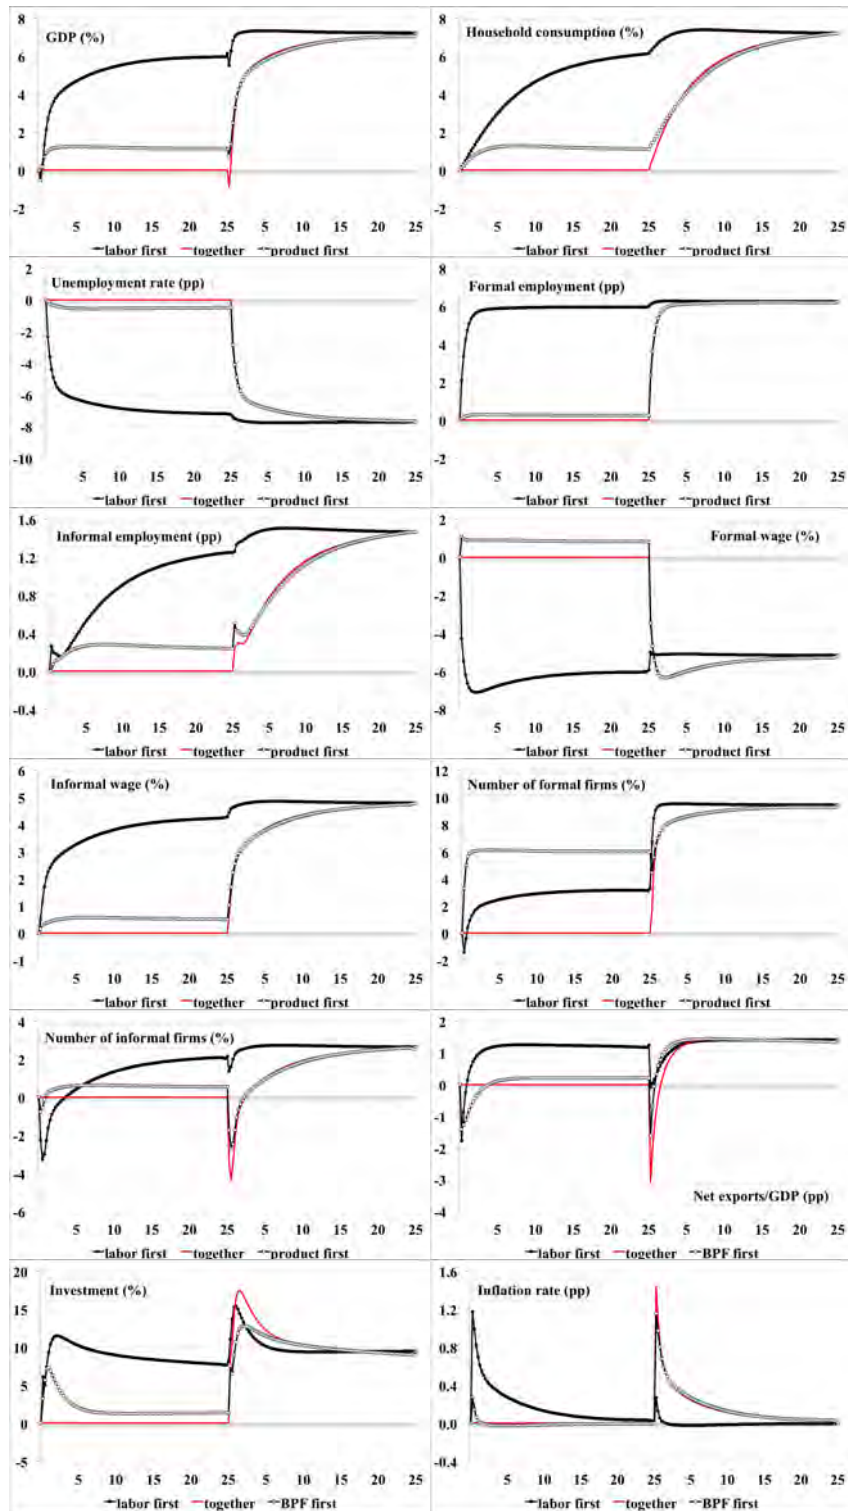 GDP (%)
8
6
4
2
0
-2
5 10 15 20 25 5 10 15 20 25
labor first together product first
Household consumption (%)
8
6
4
2
0
-2
5 10 15 20 25 5 10 15 20 25
labor first together product first
Unemployment rate (pp)
2
0
-2
-4
-6
-8
-10
5 10 15 20 25 5 10 15 20 25
labor first together product first
Formal employment (pp)
8
6
4
2
0
-2
5 10 15 20 25 5 10 15 20 25
labor first together product first
Informal employment (pp)
1.6
1.2
0.8
0.4
0.0
-0.4
5 10 15 20 25 5 10 15 20 25
labor first together product first
Formal wage (%)
2
0
-2
-4
-6
-8
5 10 15 20 25 5 10 15 20 25
labor first together product first
Informal wage (%)
6
5
4
3
2
1
0
-1
5 10 15 20 25 5 10 15 20 25
labor first together product first
Number of formal firms (%)
12
10
8
6
4
2
0
-2
5 10 15 20 25 5 10 15 20 25
labor first together product first
Number of informal firms (%)
4
2
0
-2
-4
-6
5 10 15 20 25 5 10 15 20 25
labor first together product first
2
1
0
-1
-2
-3
-4
Net exports/GDP (pp)
5 10 15 20 25 5 10 15 20 25
labor first together BPF first
Investment (%)
20
15
10
5
0
-5
5 10 15 20 25 5 10 15 20 25
labor first together BPF first
Inflation rate (pp)
1.6
1.2
0.8
0.4
0.0
-0.4
5 10 15 20 25 5 10 15 20 25
labor first together BPF first